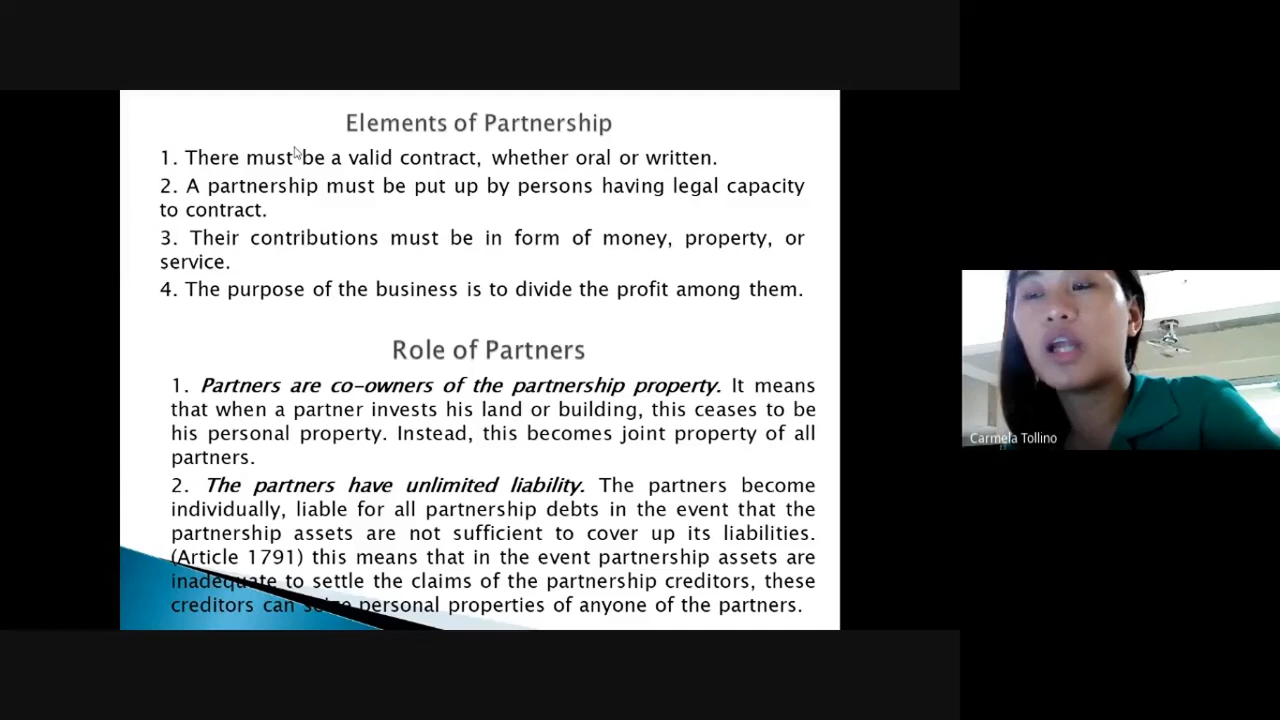 Elements of Partnership
1. There must be a valid contract, whether oral or written.
2. A partnership must be put up by persons having legal capacity
to contract.
3. Their contributions must be in form of money, property, or
service.
4. The purpose of the business is to divide the profit among them.
Role of Partners
1. Partners are co-owners of the partnership property. It means
that when a partner invests his land or building, this ceases to be
his personal property. Instead, this becomes joint property of all
partners.
2. The partners have unlimited liability. The partners become
individually, liable for all partnership debts in the event that the
partnership assets are not sufficient to cover up its liabilities.
(Article 1791) this means that in the event partnership assets are
inadequate to settle the claims of the partnership creditors, these
creditors can seize personal properties of anyone of the partners.
Carmela Tollino